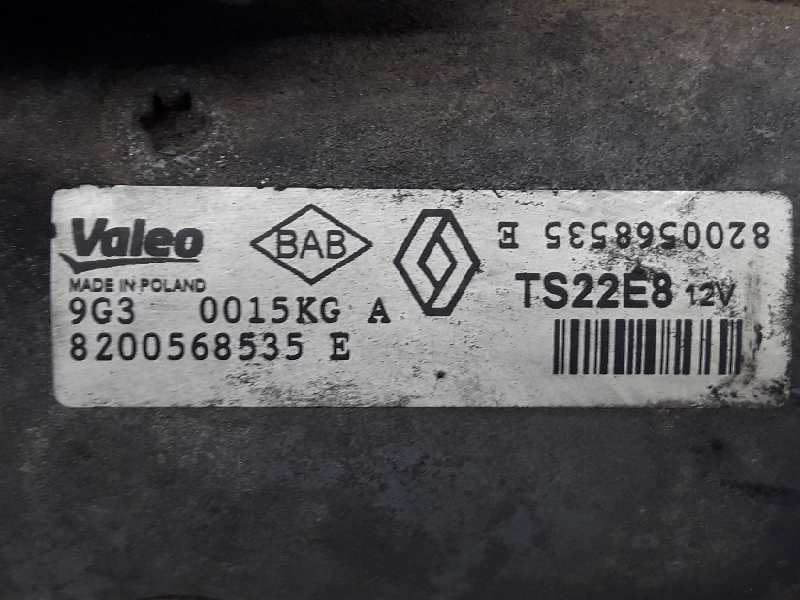 Valeo
MADE IN POLAND
9G3 0015KG A
8200568535 E
BAB
8200568535 E
TS22E8 12V